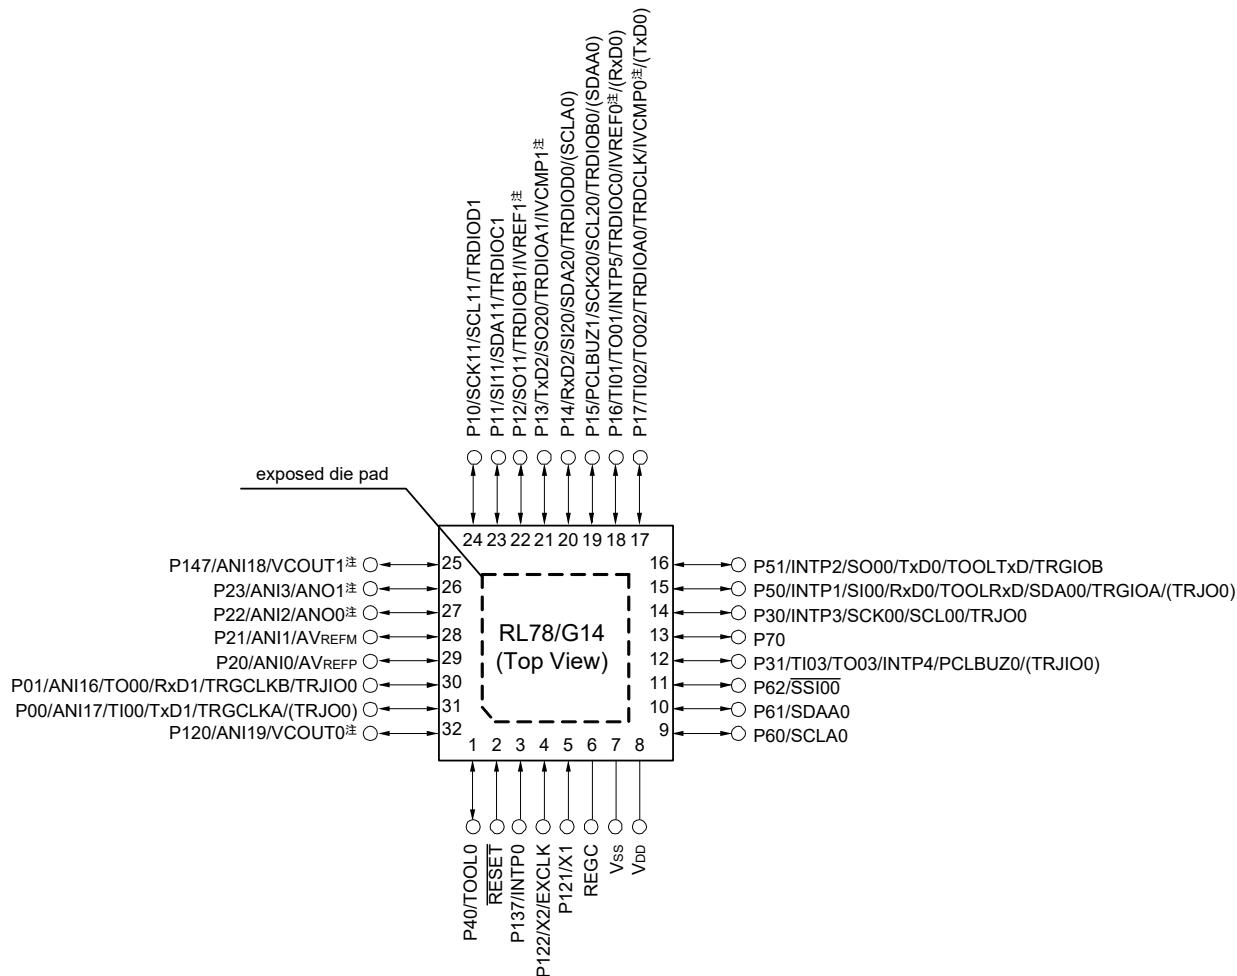 P10/SCK11/SCL11/TRDIOD1
P11/SI11/SDA11/TRDIOC1
P12/SO11/TRDIOB1/IVREF1注
P13/TxD2/SO20/TRDIOA1/IVCMP1注
P14/RxD2/SI20/SDA20/TRDIOD0/(SCLA0)
P15/PCLBUZ1/SCK20/SCL20/TRDIOB0/(SDAA0)
P16/TI01/TO01/INTP5/TRDIOC0/IVREF0注/(RxD0)
P17/TI02/TO02/TRDIOA0/TRDCLK/IVCMP0注/(TxD0)
exposed die pad
24 23 22 21 20 19 18 17
P147/ANI18/VCOUT1注 25
P23/ANI3/ANO1注 26
P22/ANI2/ANO0注 27
P21/ANI1/AVREFM 28
P20/ANI0/AVREFP 29
P01/ANI16/TO00/RxD1/TRGCLKB/TRJIO0 30
P00/ANI17/TI00/TxD1/TRGCLKA/(TRJO0) 31
P120/ANI19/VCOUT0注 32
RL78/G14
(Top View)
16 P51/INTP2/SO00/TxD0/TOOLTxD/TRGIOB
15 P50/INTP1/SI00/RxD0/TOOLRxD/SDA00/TRGIOA/(TRJO0)
14 P30/INTP3/SCK00/SCL00/TRJO0
13 P70
12 P31/TI03/TO03/INTP4/PCLBUZ0/(TRJIO0)
11 P62/SSI00
10 P61/SDAA0
9 P60/SCLA0
1 2 3 4 5 6 7 8
P40/TOOL0
RESET
P137/INTP0
P122/X2/EXCLK
P121/X1
REGC
VSS
VDD